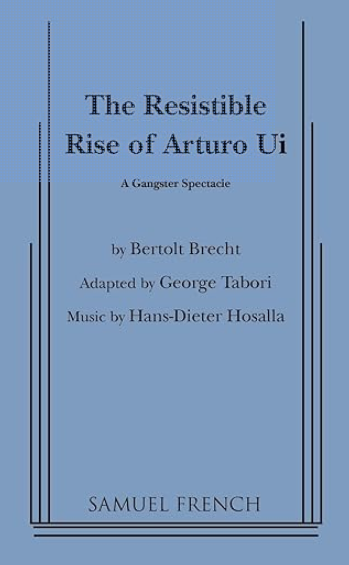 The Resistible
Rise of Arturo Ui
A Gangster Spectacle
by Bertolt Brecht
Adapted by George Tabori
Music by Hans-Dieter Hosalla
SAMUEL FRENCH